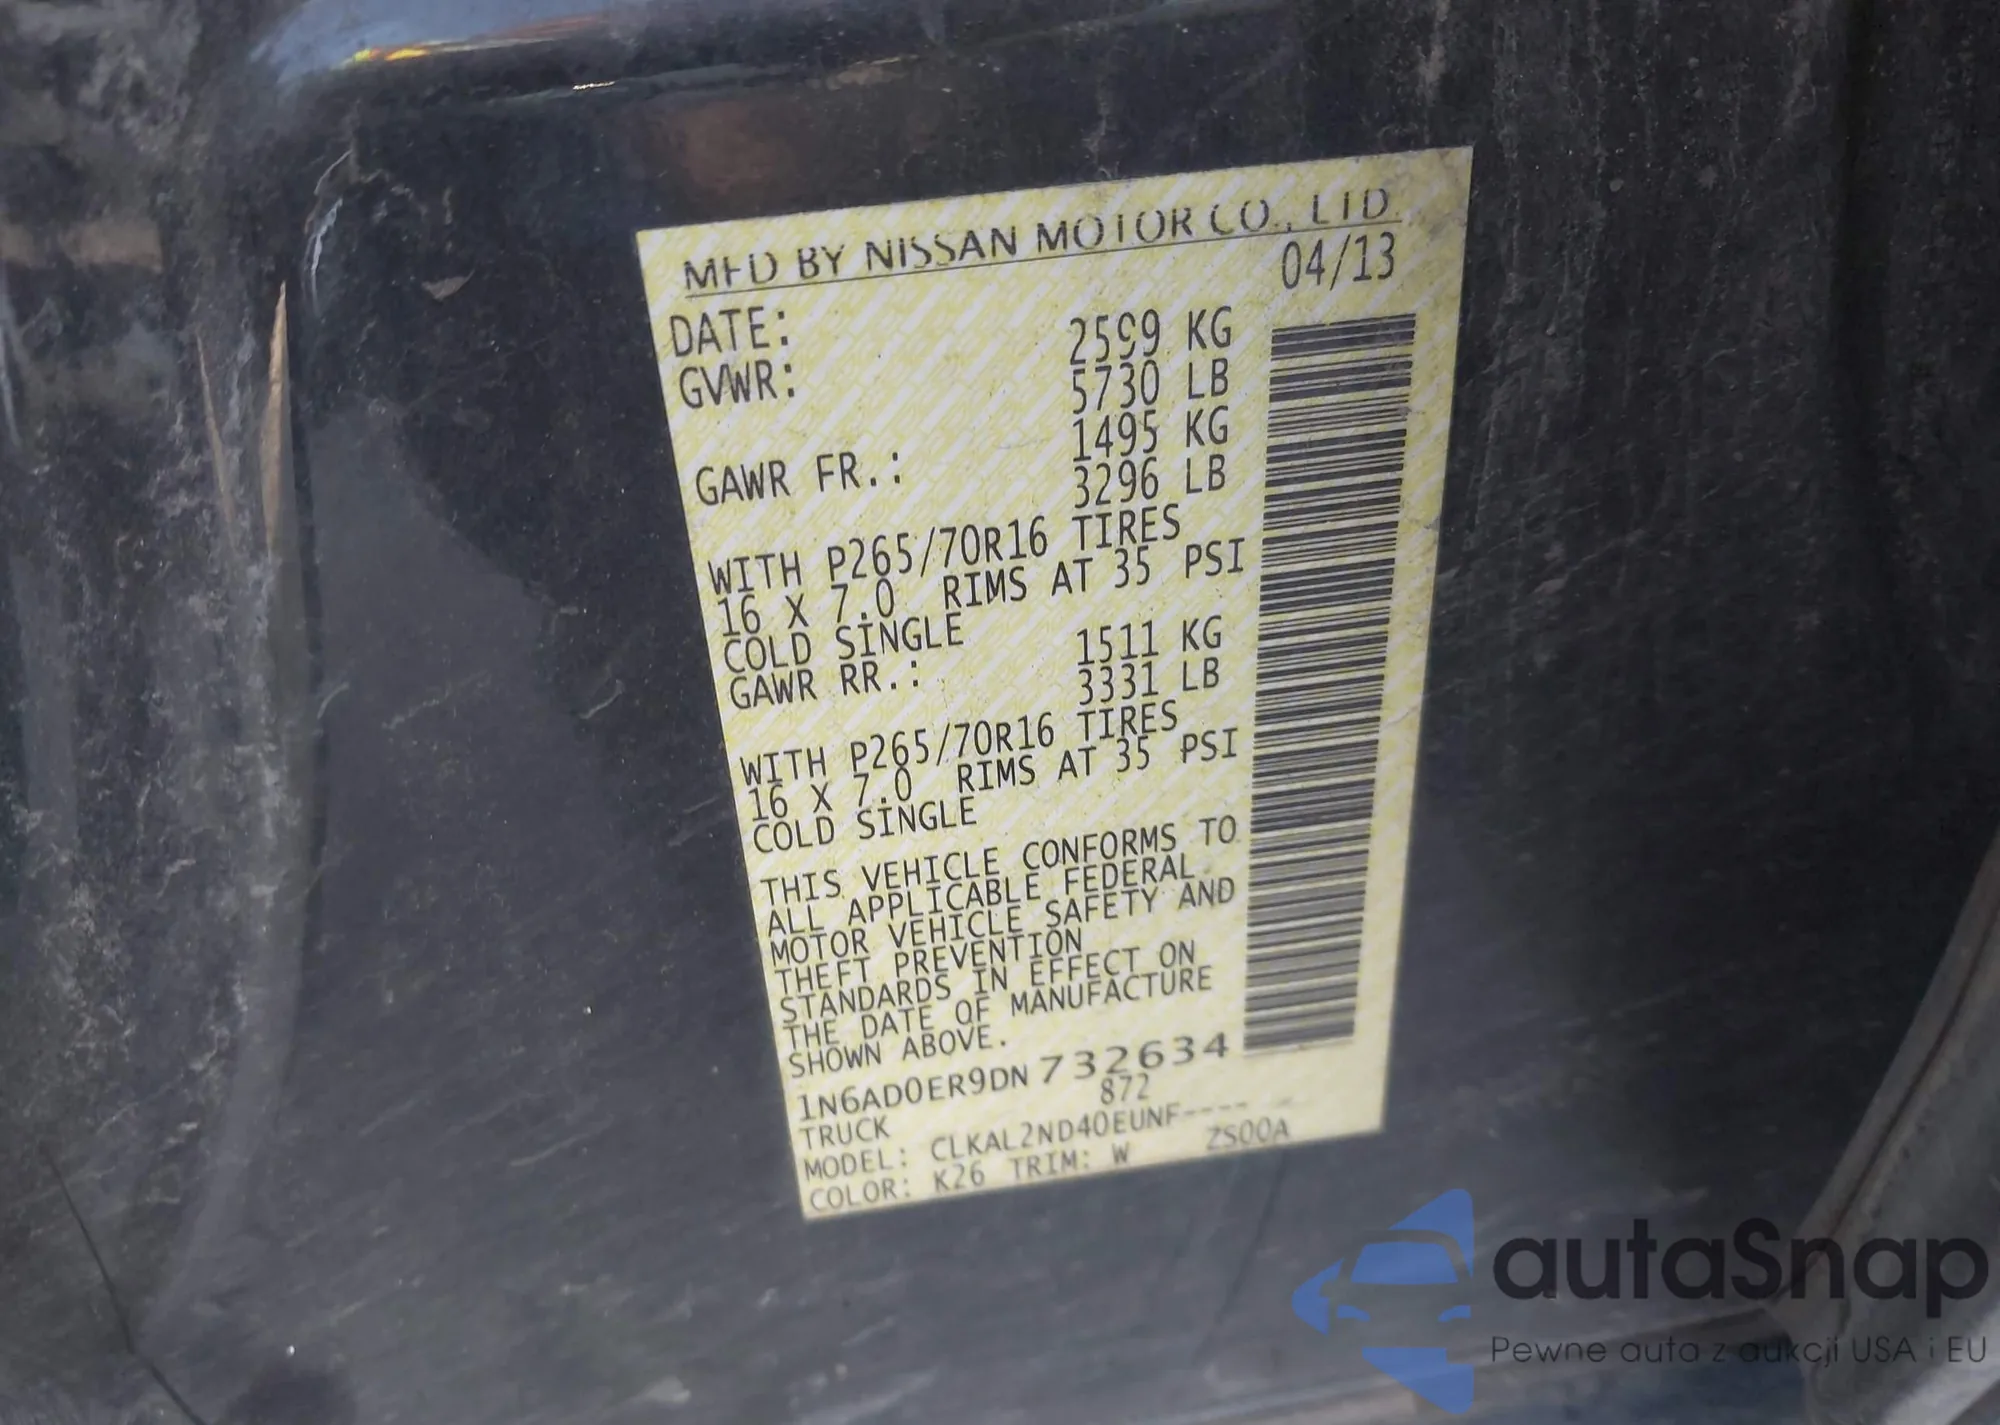 MFD BY NISSAN MOTOR CO., LTD
04/13
DATE:
GVWR: 2599 KG
5730 LB
GAWR FR.: 1495 KG
3296 LB
WITH P265/70R16 TIRES
16 X 7.0 RIMS AT 35 PSI
COLD SINGLE
GAWR RR.: 1511 KG
3331 LB
WITH P265/70R16 TIRES
16 X 7.0 RIMS AT 35 PSI
COLD SINGLE
THIS VEHICLE CONFORMS TO
ALL APPLICABLE FEDERAL
MOTOR VEHICLE SAFETY AND
THEFT PREVENTION
STANDARDS IN EFFECT ON
THE DATE OF MANUFACTURE
SHOWN ABOVE.
1N6AD0ER9DN732634
TRUCK 872
MODEL: CLKAL2ND40EUNF----
COLOR: K26 TRIM: W ZS00A
autaSnap
Pewne auta z aukcji USA i EU